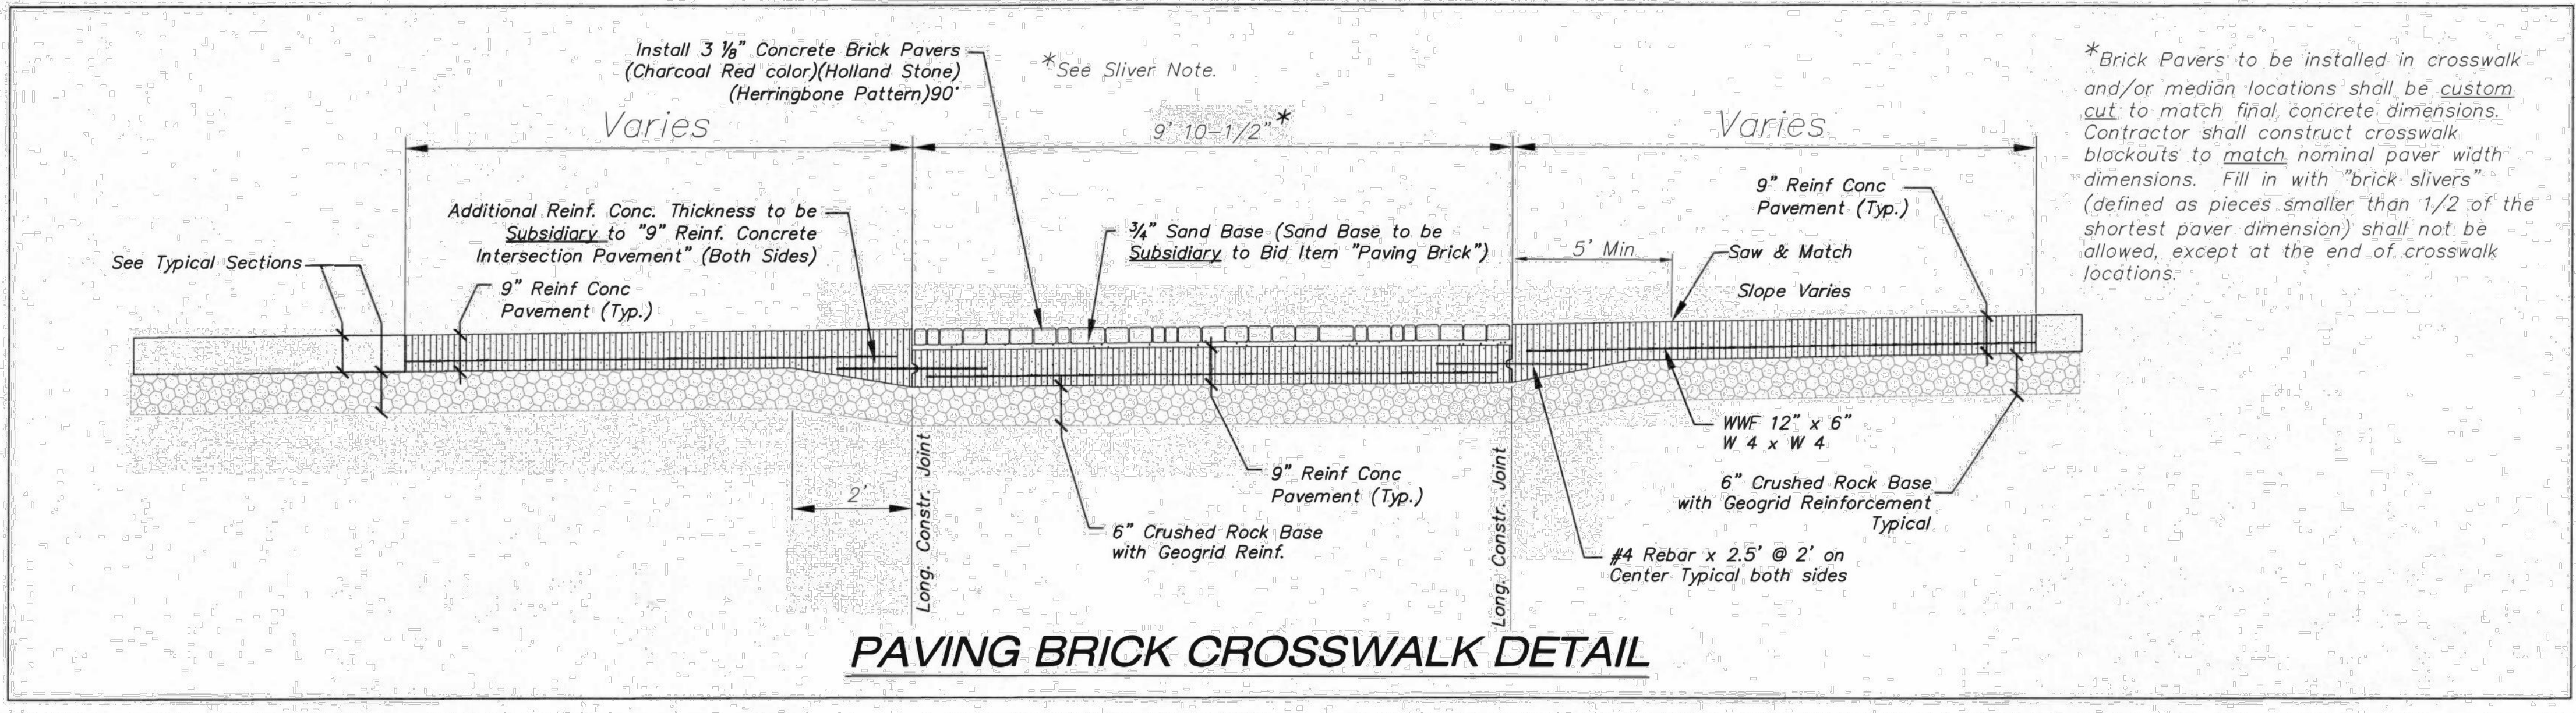 Install 3 ⅛" Concrete Brick Pavers
(Charcoal Red color)(Holland Stone)
(Herringbone Pattern)90°
*See Sliver Note.
Varies
9' 10-1/2"*
Varies
*Brick Pavers to be installed in crosswalk
and/or median locations shall be custom
cut to match final concrete dimensions.
Contractor shall construct crosswalk
blockouts to match nominal paver width
dimensions. Fill in with "brick slivers"
(defined as pieces smaller than 1/2 of the
shortest paver dimension) shall not be
allowed, except at the end of crosswalk
locations.
Additional Reinf. Conc. Thickness to be
Subsidiary to "9" Reinf. Concrete
Intersection Pavement" (Both Sides)
¾" Sand Base (Sand Base to be
Subsidiary to Bid Item "Paving Brick")
9" Reinf Conc
Pavement (Typ.)
5' Min
Saw & Match
Slope Varies
See Typical Sections
9" Reinf Conc
Pavement (Typ.)
WWF 12" x 6"
W 4 x W 4
2'
Long. Constr. Joint
9" Reinf Conc
Pavement (Typ.)
Long. Constr. Joint
6" Crushed Rock Base
with Geogrid Reinforcement
Typical
6" Crushed Rock Base
with Geogrid Reinf.
#4 Rebar x 2.5' @ 2' on
Center Typical both sides
PAVING BRICK CROSSWALK DETAIL